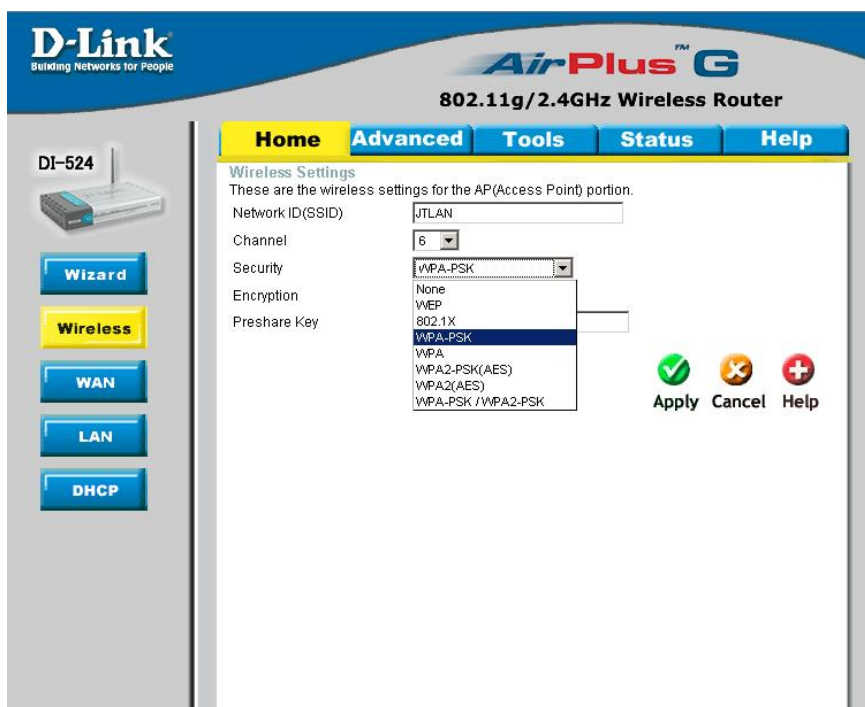 D-Link
Building Networks for People
AirPlus™ G
802.11g/2.4GHz Wireless Router
DI-524
Home Advanced Tools Status Help
Wizard
Wireless
WAN
LAN
DHCP
Wireless Settings
These are the wireless settings for the AP(Access Point) portion.
Network ID(SSID) JTLAN
Channel 6
Security WPA-PSK
Encryption
Preshare Key
None
WEP
802.1X
WPA-PSK
WPA
WPA2-PSK(AES)
WPA2(AES)
WPA-PSK / WPA2-PSK
Apply Cancel Help